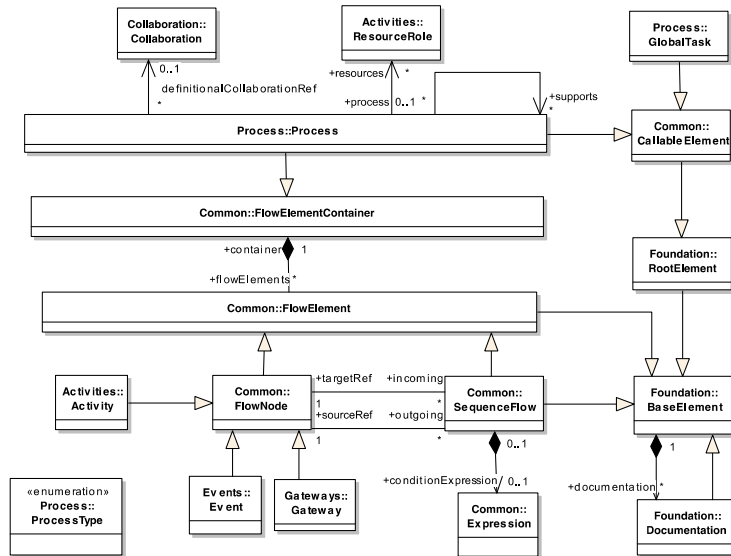 Collaboration::
Collaboration
Activities::
ResourceRole
Process::
GlobalTask
0..1
definitionalCollaborationRef
*
+resources
*
+process
0..1
*
+supports
*
Process::Process
Common::
CallableElement
Common::FlowElementContainer
+container
1
+flowElements
*
Foundation::
RootElement
Common::FlowElement
Activities::
Activity
Common::
FlowNode
+targetRef
+incoming
1
*
+sourceRef
+outgoing
1
*
Common::
SequenceFlow
Foundation::
BaseElement
0..1
1
+conditionExpression
0..1
+documentation
*
«enumeration»
Process::
ProcessType
Events::
Event
Gateways::
Gateway
Common::
Expression
Foundation::
Documentation